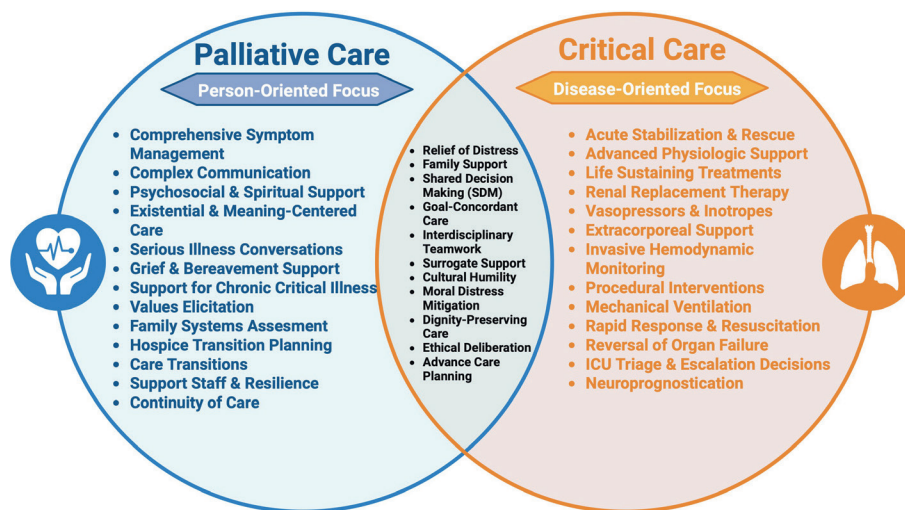 Palliative Care
Person-Oriented Focus
• Comprehensive Symptom
Management
• Complex Communication
• Psychosocial & Spiritual Support
• Existential & Meaning-Centered
Care
• Serious Illness Conversations
• Grief & Bereavement Support
• Support for Chronic Critical Illness
• Values Elicitation
• Family Systems Assesment
• Hospice Transition Planning
• Care Transitions
• Support Staff & Resilience
• Continuity of Care
• Relief of Distress
• Family Support
• Shared Decision
Making (SDM)
• Goal-Concordant
Care
• Interdisciplinary
Teamwork
• Surrogate Support
• Cultural Humility
• Moral Distress
Mitigation
• Dignity-Preserving
Care
• Ethical Deliberation
• Advance Care
Planning
Critical Care
Disease-Oriented Focus
• Acute Stabilization & Rescue
• Advanced Physiologic Support
• Life Sustaining Treatments
• Renal Replacement Therapy
• Vasopressors & Inotropes
• Extracorporeal Support
• Invasive Hemodynamic
Monitoring
• Procedural Interventions
• Mechanical Ventilation
• Rapid Response & Resuscitation
• Reversal of Organ Failure
• ICU Triage & Escalation Decisions
• Neuroprognostication